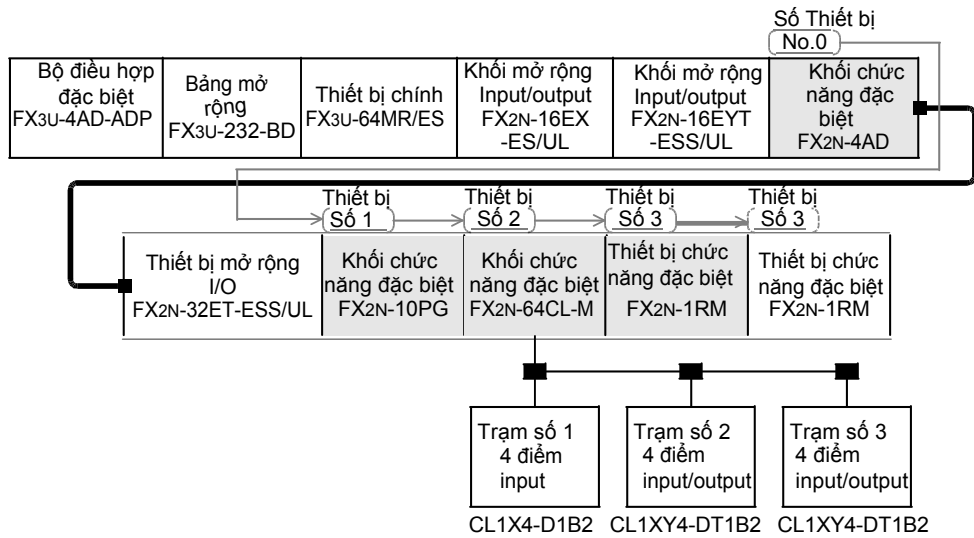 Số Thiết bị
No.0
Bộ điều hợp
đặc biệt
FX3U-4AD-ADP
Bảng mở
rộng
FX3U-232-BD
Thiết bị chính
FX3U-64MR/ES
Khối mở rộng
Input/output
FX2N-16EX
-ES/UL
Khối mở rộng
Input/output
FX2N-16EYT
-ESS/UL
Khối chức
năng đặc
biệt
FX2N-4AD
Thiết bị
Số 1
Thiết bị
Số 2
Thiết bị
Số 3
Thiết bị
Số 3
Thiết bị mở rộng
I/O
FX2N-32ET-ESS/UL
Khối chức
năng đặc biệt
FX2N-10PG
Khối chức
năng đặc biệt
FX2N-64CL-M
Thiết bị chức
năng đặc biệt
FX2N-1RM
Thiết bị chức
năng đặc biệt
FX2N-1RM
Trạm số 1
4 điểm
input
Trạm số 2
4 điểm
input/output
Trạm số 3
4 điểm
input/output
CL1X4-D1B2
CL1XY4-DT1B2
CL1XY4-DT1B2